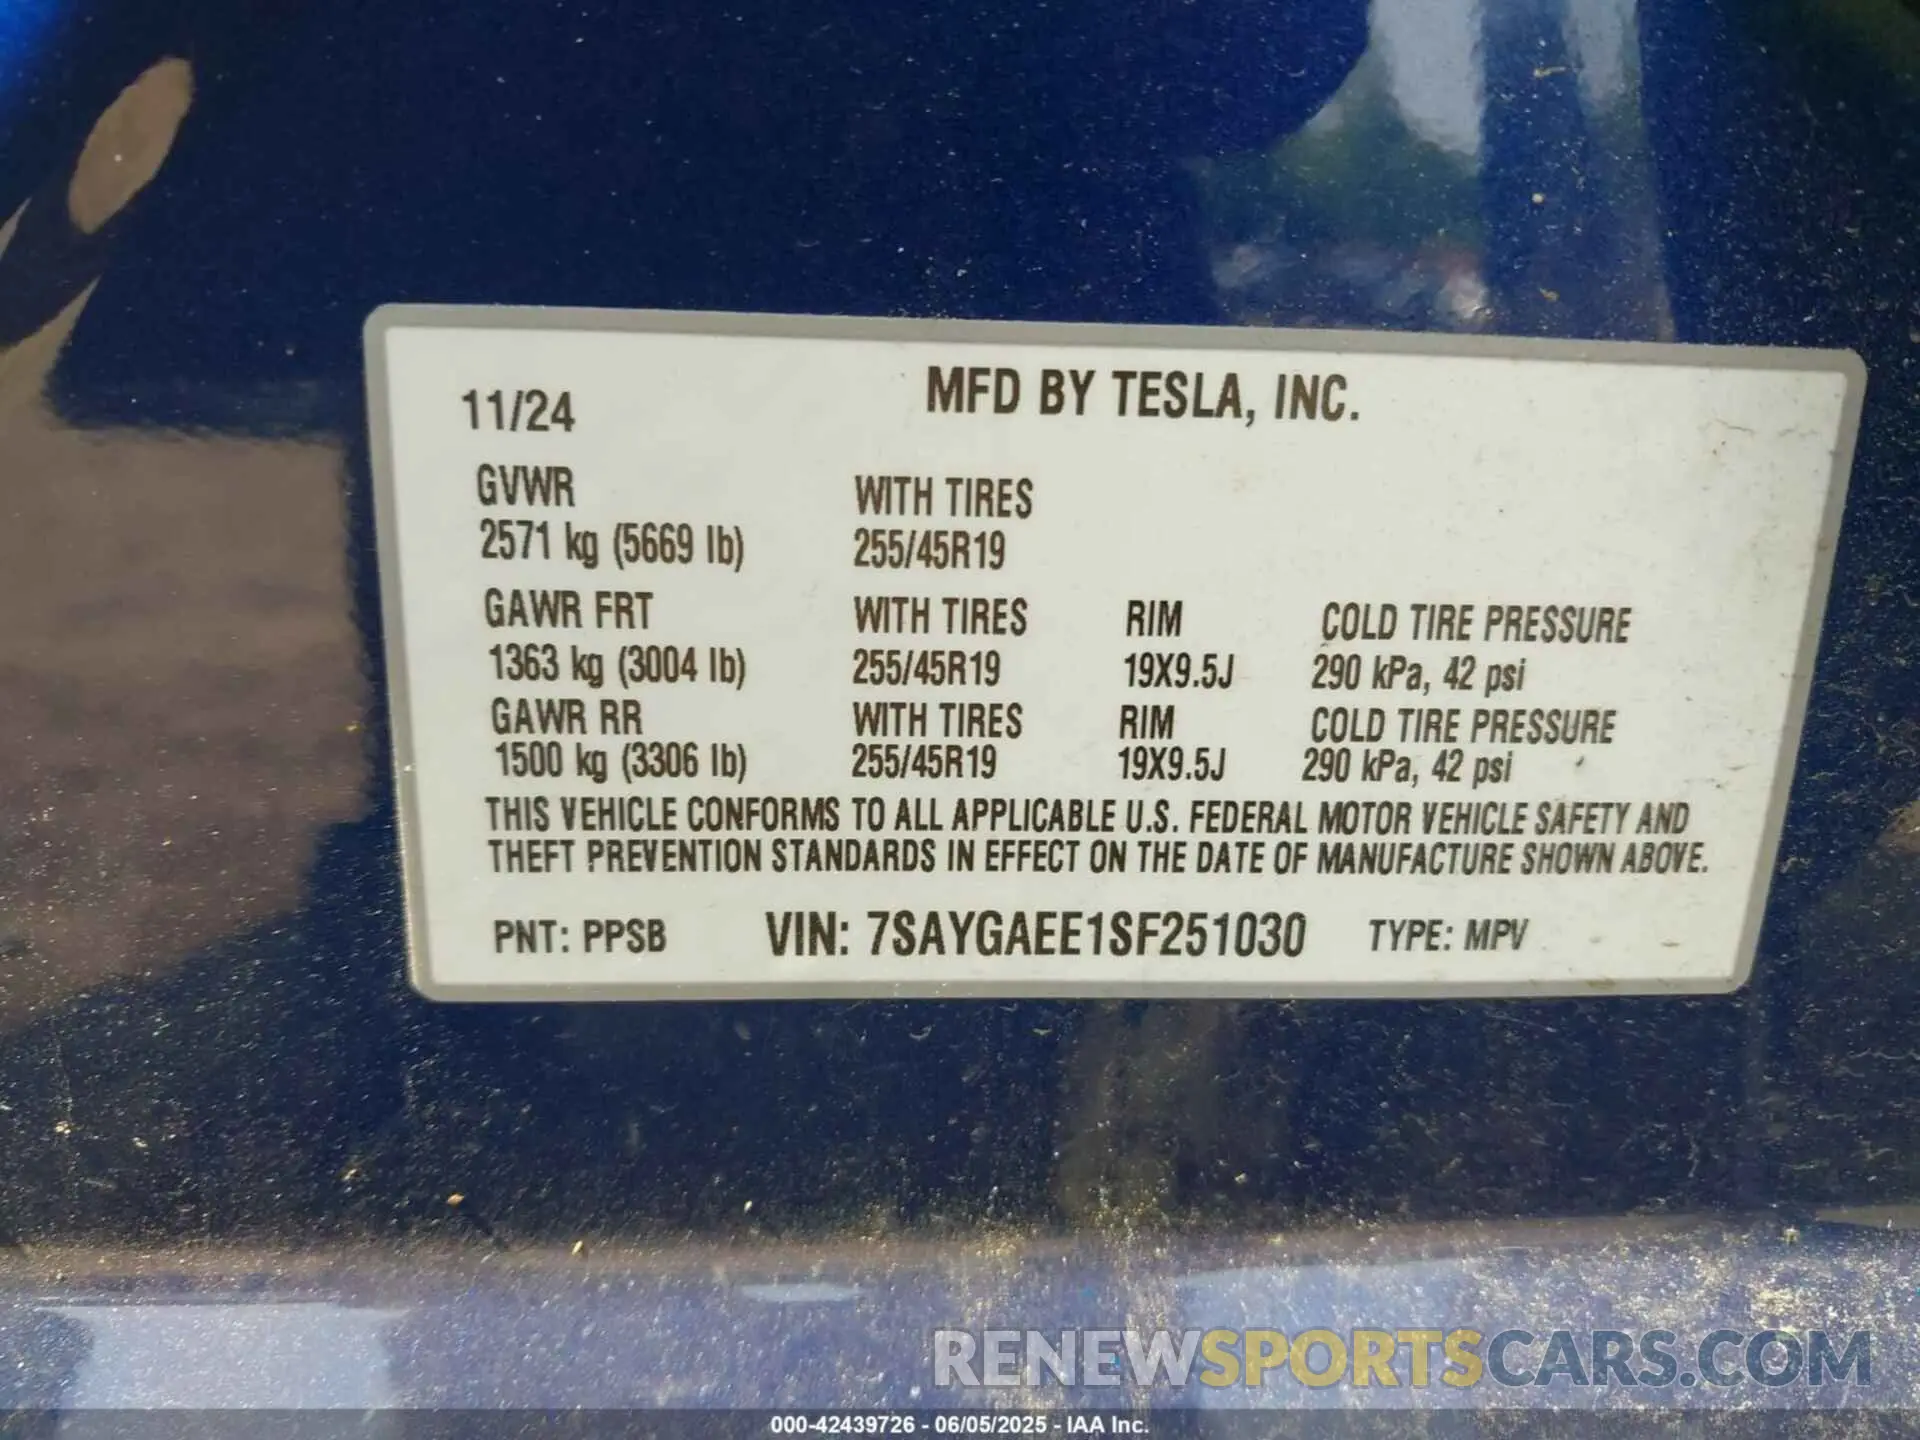 11/24 MFD BY TESLA, INC.
GVWR WITH TIRES
2571 kg (5669 lb) 255/45R19
GAWR FRT WITH TIRES RIM COLD TIRE PRESSURE
1363 kg (3004 lb) 255/45R19 19X9.5J 290 kPa, 42 psi
GAWR RR WITH TIRES RIM COLD TIRE PRESSURE
1500 kg (3306 lb) 255/45R19 19X9.5J 290 kPa, 42 psi
THIS VEHICLE CONFORMS TO ALL APPLICABLE U.S. FEDERAL MOTOR VEHICLE SAFETY AND
THEFT PREVENTION STANDARDS IN EFFECT ON THE DATE OF MANUFACTURE SHOWN ABOVE.
PNT: PPSB VIN: 7SAYGAEE1SF251030 TYPE: MPV
RENEWSPORTSCARS.COM
000-42439726 - 06/05/2025 - IAA Inc.